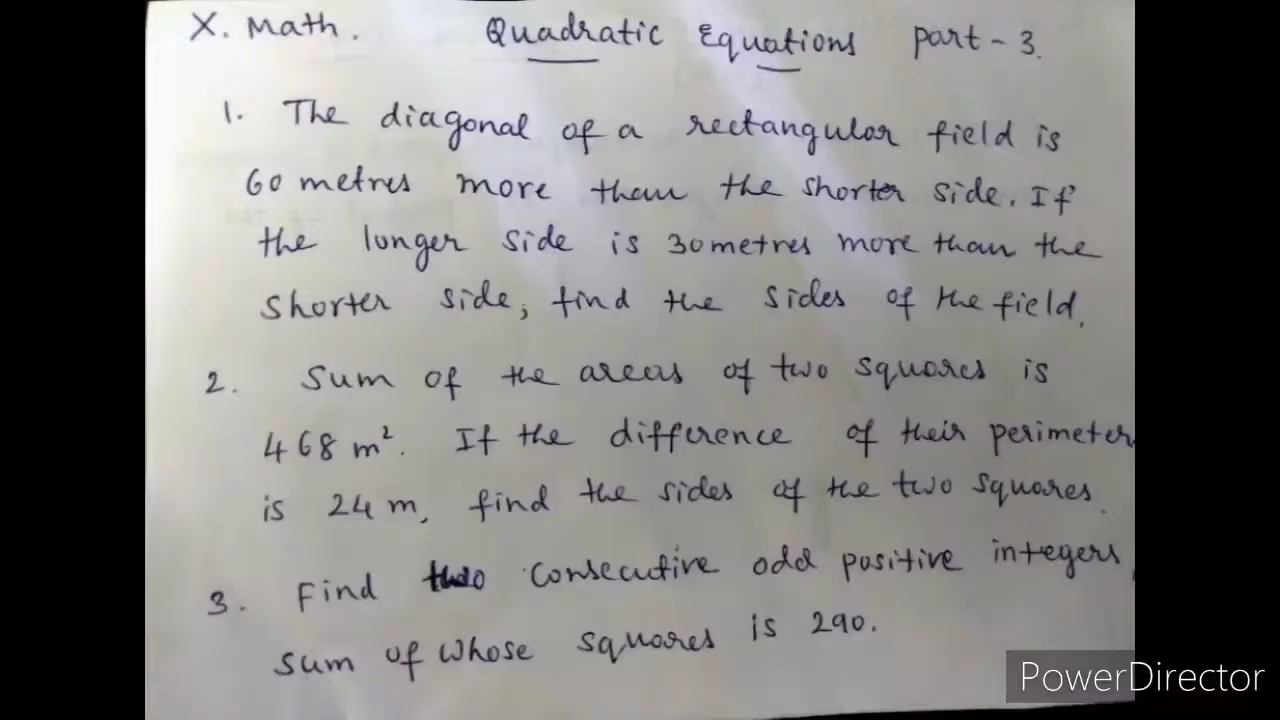 X. Math. Quadratic Equations part - 3.
1. The diagonal of a rectangular field is
60 metres more than the shorter side. If
the longer side is 30 metres more than the
shorter side, find the sides of the field.
2. Sum of the areas of two squares is
468 m². If the difference of their perimeter
is 24 m, find the sides of the two squares.
3. Find two consecutive odd positive integers,
sum of whose squares is 290.
PowerDirector